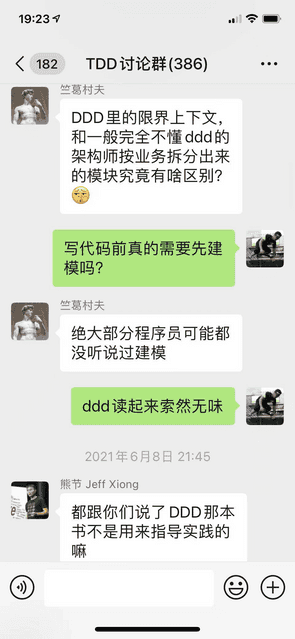 19:23
182
TDD讨论群(386)
竺葛村夫
DDD里的限界上下文,
和一般完全不懂ddd的
架构师按业务拆分出来
的模块究竟有啥区别?
写代码前真的需要先建
模吗?
竺葛村夫
绝大部分程序员可能都
没听说过建模
ddd读起来索然无味
2021年6月8日 21:45
熊节 Jeff Xiong
都跟你们说了DDD那本
书不是用来指导实践的
嘛